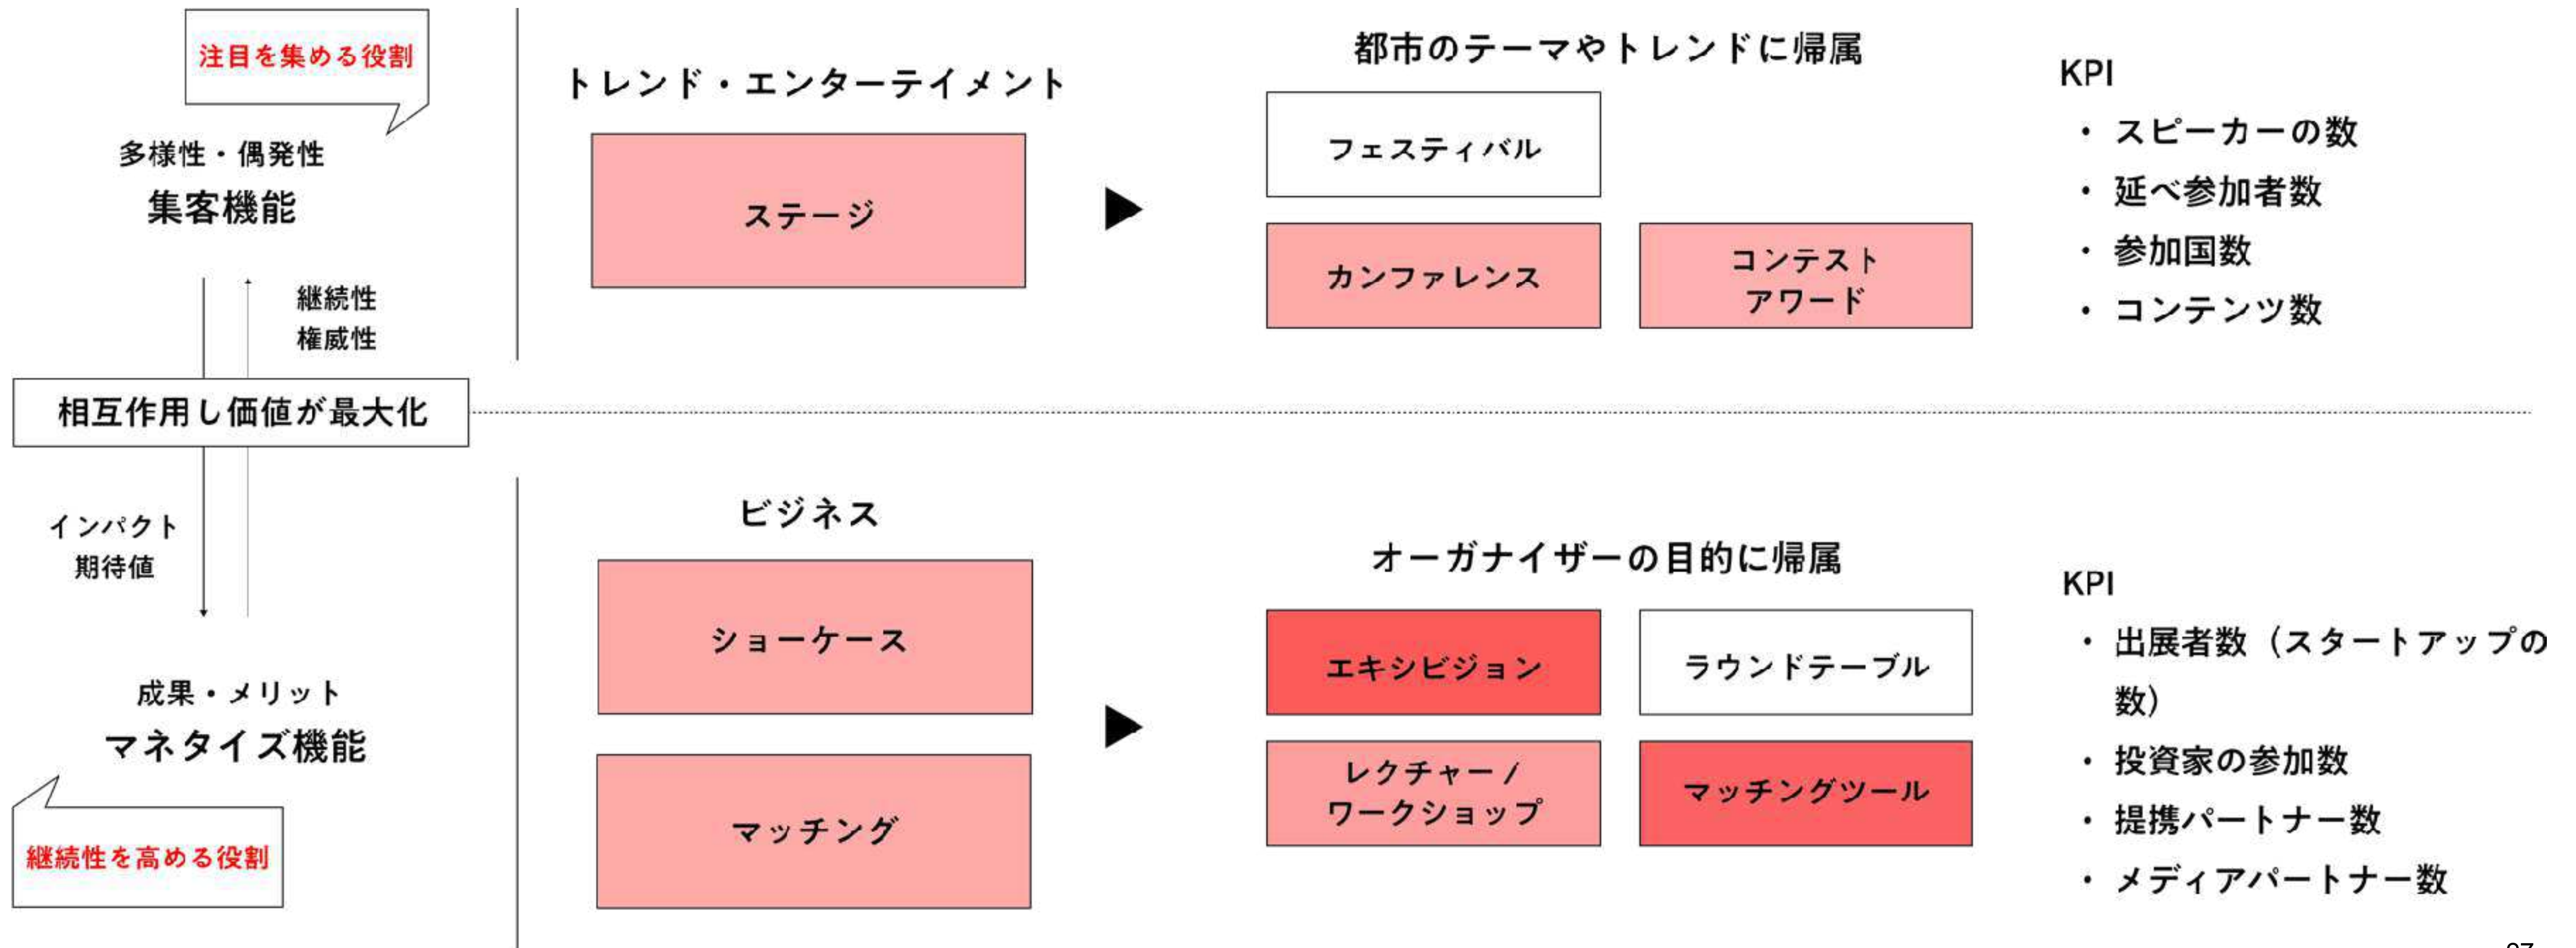 注目を集める役割
多様性・偶発性
集客機能
継続性
権威性
相互作用し価値が最大化
インパクト
期待値
成果・メリット
マネタイズ機能
継続性を高める役割
トレンド・エンターテイメント
ステージ
都市のテーマやトレンドに帰属
フェスティバル
カンファレンス
コンテスト
アワード
KPI
・ スピーカーの数
・ 延べ参加者数
・ 参加国数
・ コンテンツ数
ビジネス
ショーケース
マッチング
オーガナイザーの目的に帰属
エキシビジョン
ラウンドテーブル
レクチャー /
ワークショップ
マッチングツール
KPI
・ 出展者数（スタートアップの
数）
・ 投資家の参加数
・ 提携パートナー数
・ メディアパートナー数